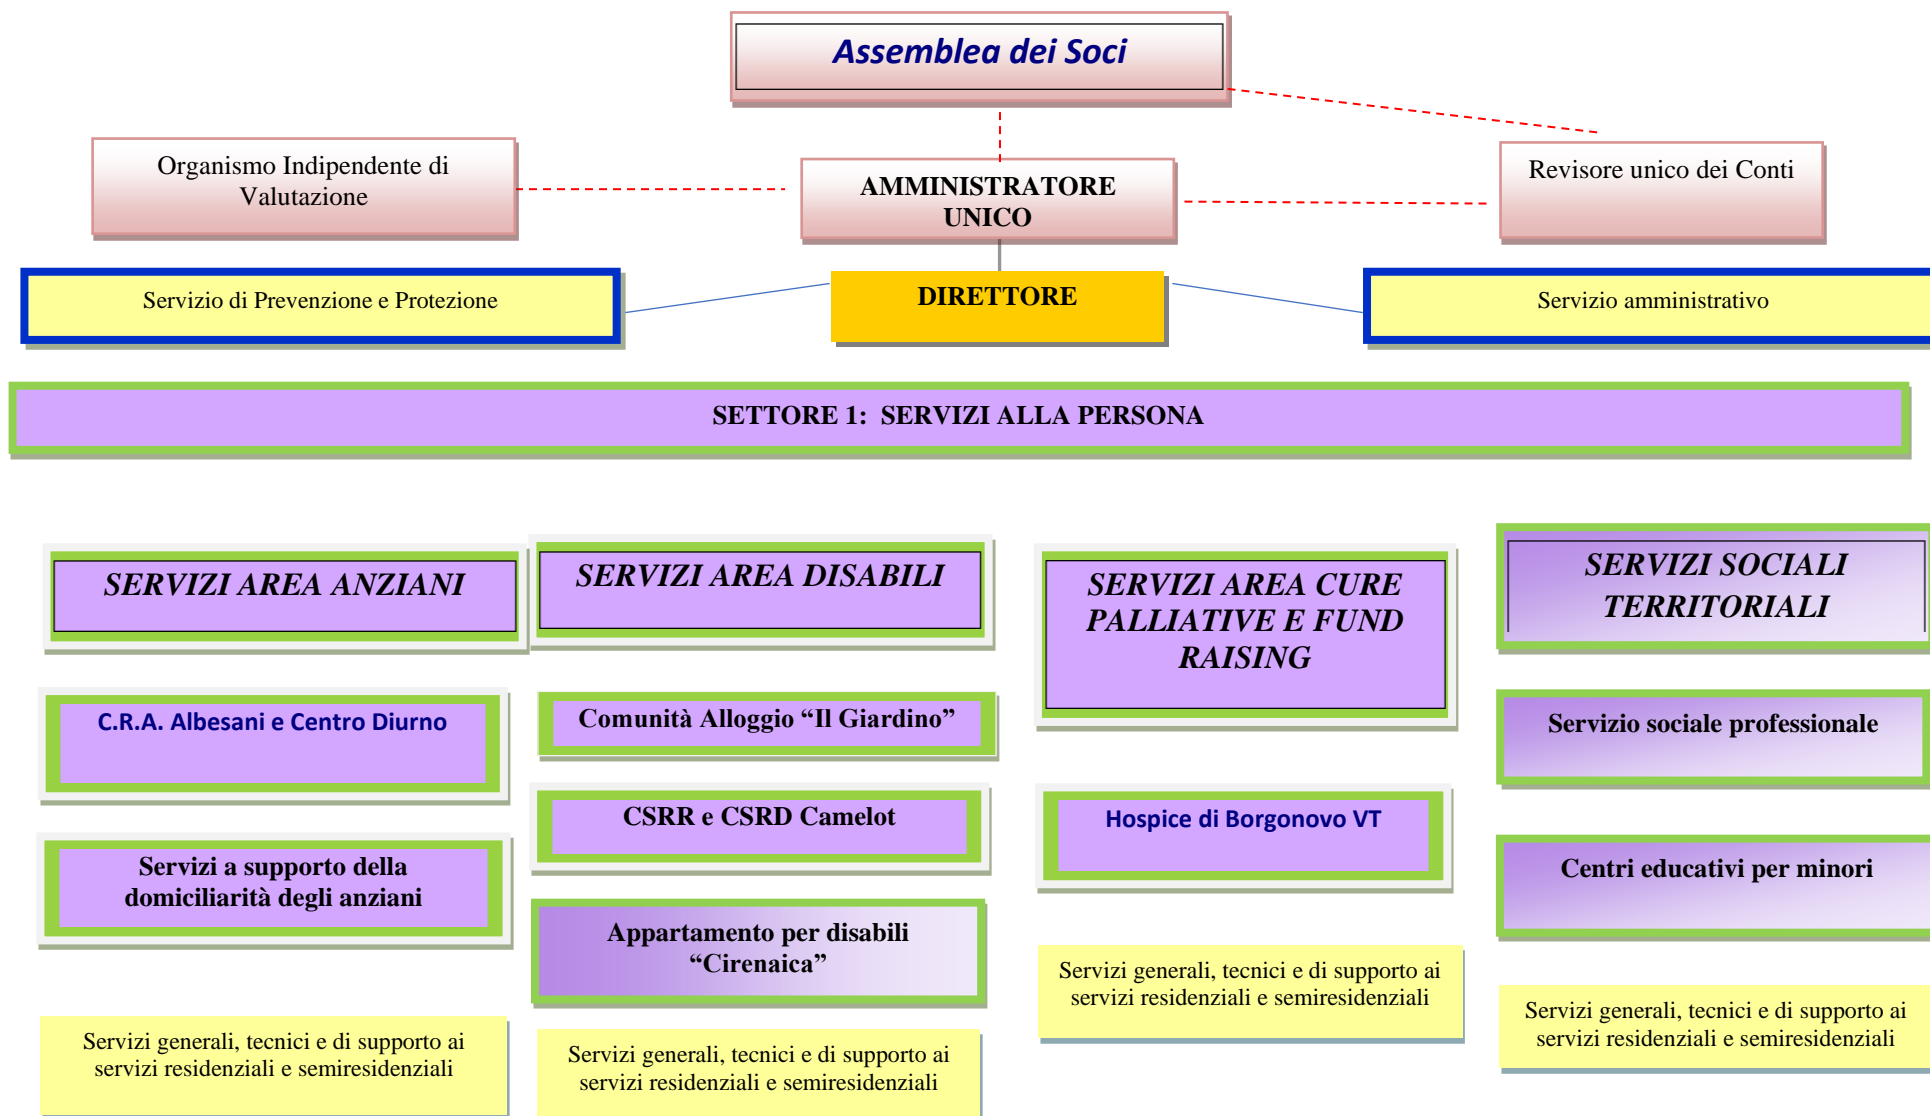 Assemblea dei Soci
Organismo Indipendente di
Valutazione
AMMINISTRATORE
UNICO
Revisore unico dei Conti
Servizio di Prevenzione e Protezione
DIRETTORE
Servizio amministrativo
SETTORE 1: SERVIZI ALLA PERSONA
SERVIZI AREA ANZIANI
C.R.A. Albesani e Centro Diurno
Servizi a supporto della
domiciliarità degli anziani
Servizi generali, tecnici e di supporto ai
servizi residenziali e semiresidenziali
SERVIZI AREA DISABILI
Comunità Alloggio “Il Giardino”
CSRR e CSRD Camelot
Appartamento per disabili
“Cirenaica”
Servizi generali, tecnici e di supporto ai
servizi residenziali e semiresidenziali
SERVIZI AREA CURE
PALLIATIVE E FUND
RAISING
Hospice di Borgonovo VT
Servizi generali, tecnici e di supporto ai
servizi residenziali e semiresidenziali
SERVIZI SOCIALI
TERRITORIALI
Servizio sociale professionale
Centri educativi per minori
Servizi generali, tecnici e di supporto ai
servizi residenziali e semiresidenziali